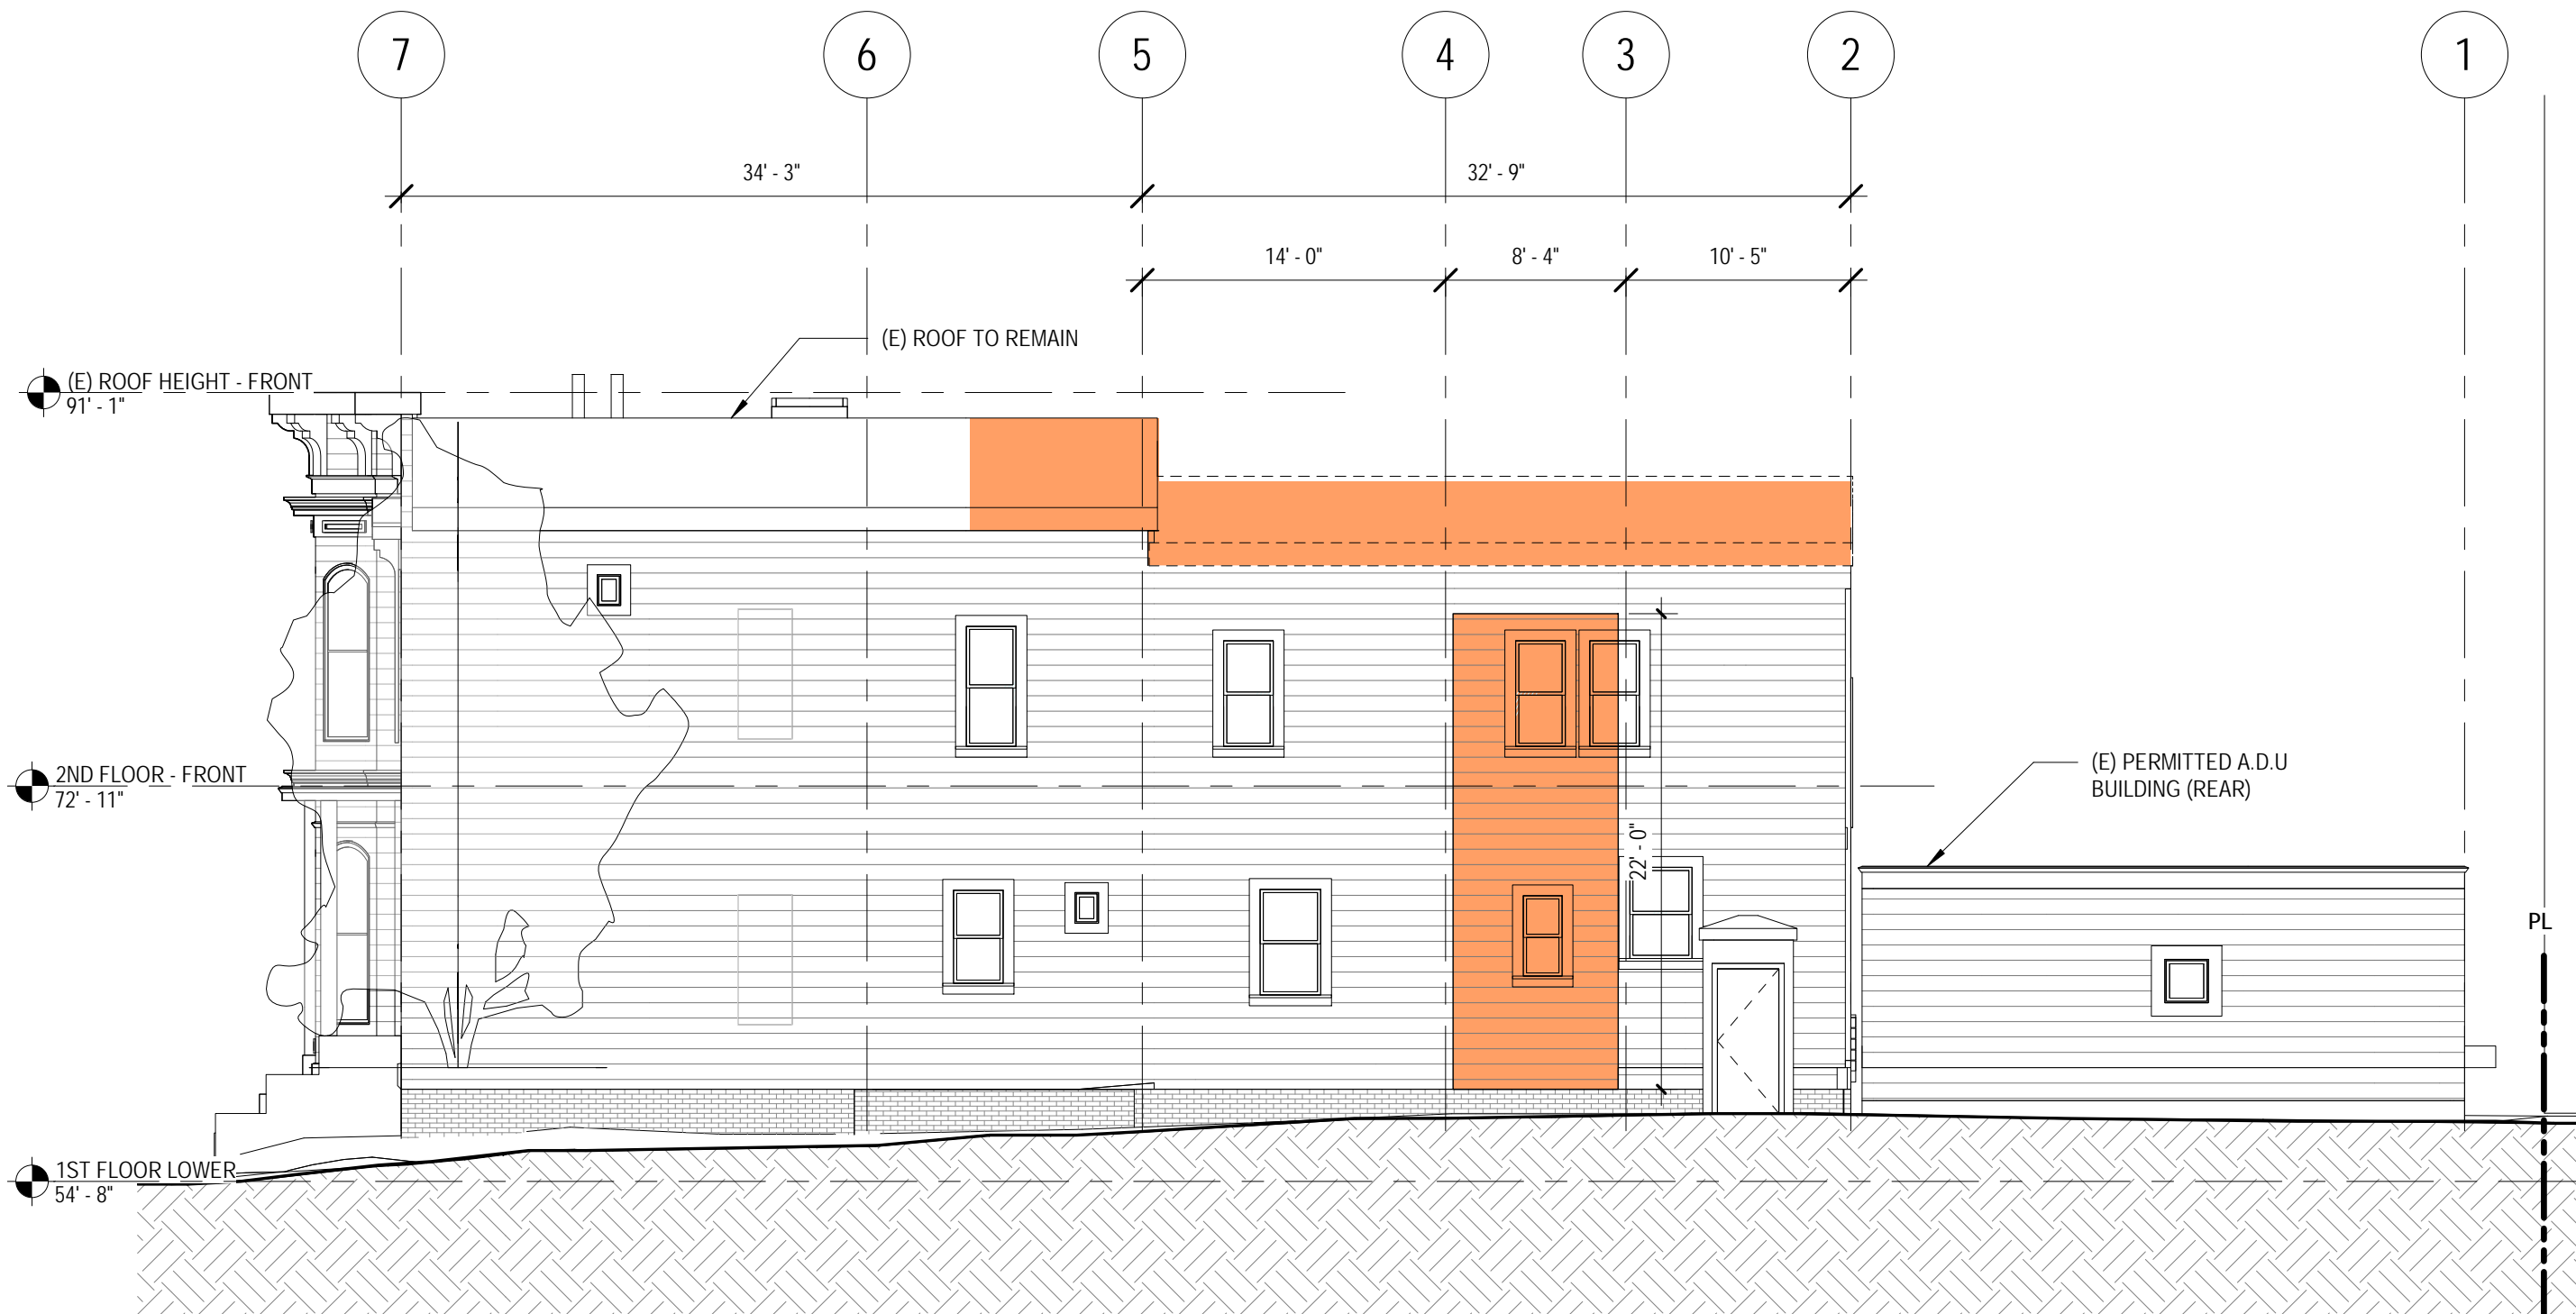 7 6 5 4 3 2 1
34' - 3" 32' - 9"
14' - 0" 8' - 4" 10' - 5"
(E) ROOF TO REMAIN
(E) ROOF HEIGHT - FRONT
91' - 1"
2ND FLOOR - FRONT
72' - 11"
(E) PERMITTED A.D.U
BUILDING (REAR)
22' - 0"
PL
1ST FLOOR LOWER
54' - 8"